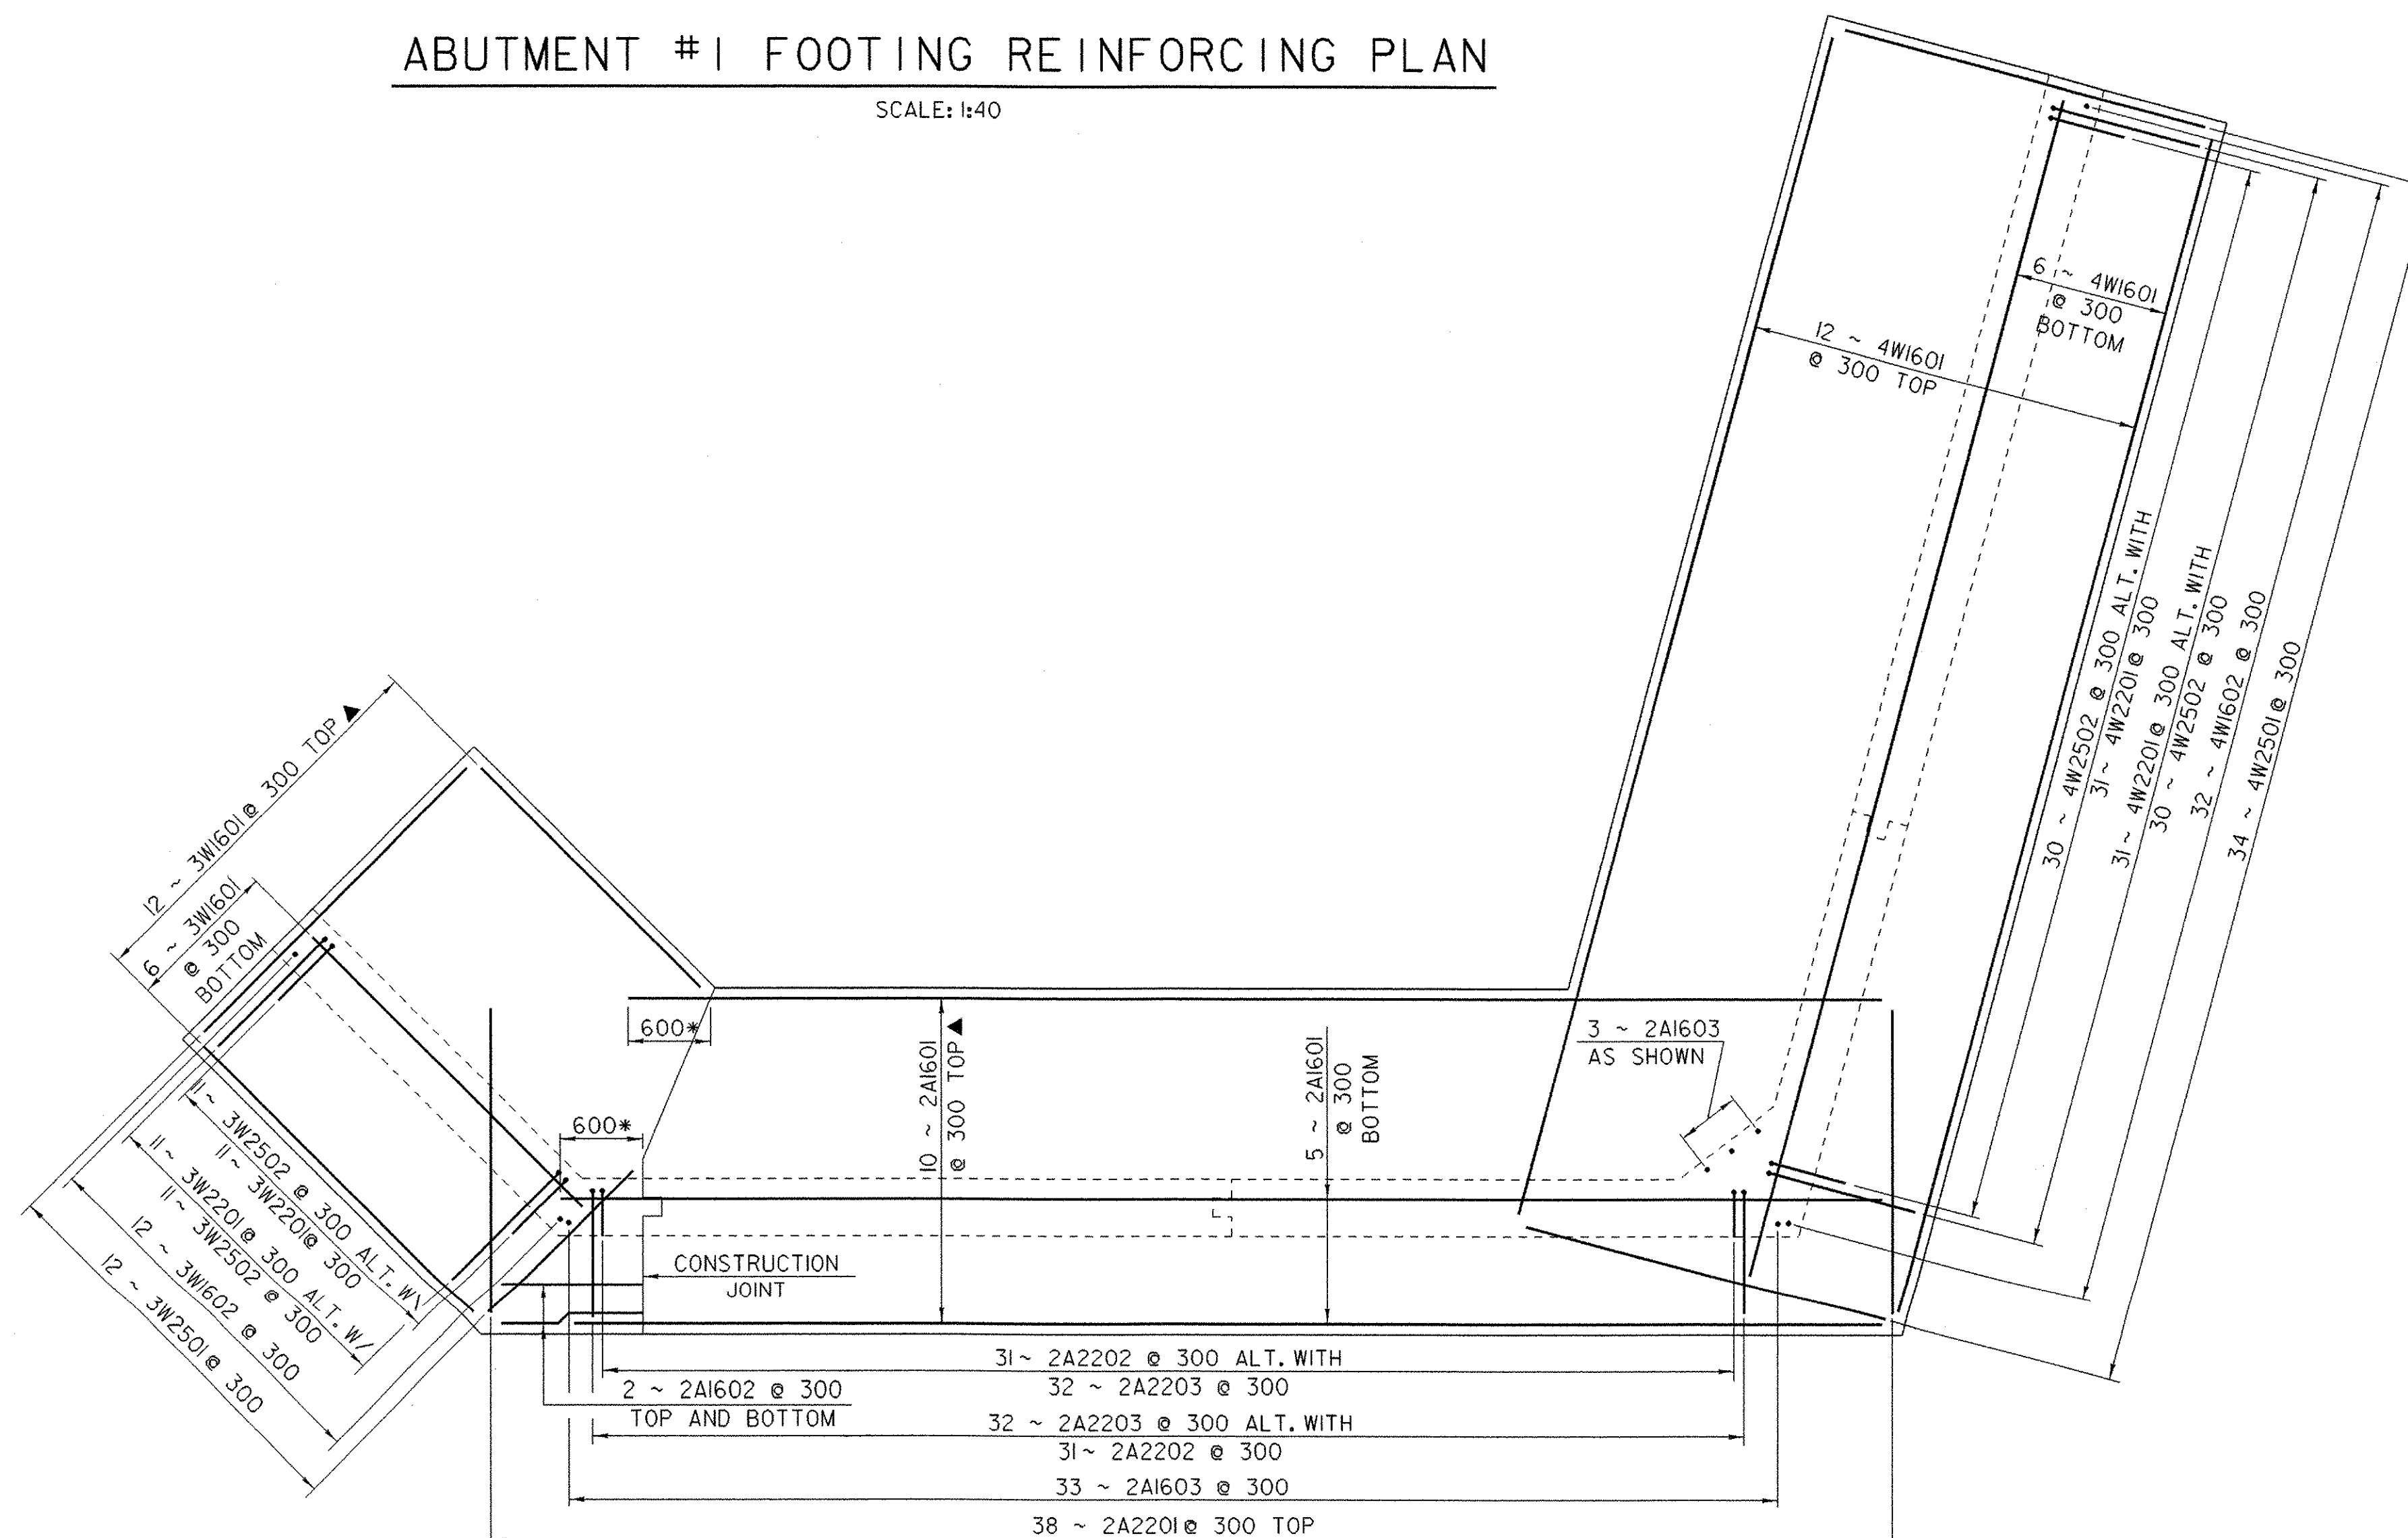 ABUTMENT #1 FOOTING REINFORCING PLAN
SCALE: 1:40
6 ~ 4W1601
@ 300
BOTTOM
12 ~ 4W1601
@ 300 TOP
30 ~ 4W2502 @ 300 ALT. WITH
31 ~ 4W2201 @ 300
31 ~ 4W2201 @ 300 ALT. WITH
30 ~ 4W2502 @ 300
32 ~ 4W1602 @ 300
34 ~ 4W2501 @ 300
12 ~ 3W1601 @ 300 TOP ▲
6 ~ 3W1601
@ 300
BOTTOM
600*
10 ~ 2A1601
@ 300 TOP ▲
5 ~ 2A1601
@ 300
BOTTOM
3 ~ 2A1603
AS SHOWN
600*
11 ~ 3W2502 @ 300 ALT. W\
11 ~ 3W2201 @ 300
11 ~ 3W2201 @ 300 ALT. W/
11 ~ 3W2502 @ 300
12 ~ 3W1602 @ 300
12 ~ 3W2501 @ 300
CONSTRUCTION
JOINT
31 ~ 2A2202 @ 300 ALT. WITH
32 ~ 2A2203 @ 300
2 ~ 2A1602 @ 300
TOP AND BOTTOM
32 ~ 2A2203 @ 300 ALT. WITH
31 ~ 2A2202 @ 300
33 ~ 2A1603 @ 300
38 ~ 2A2201 @ 300 TOP